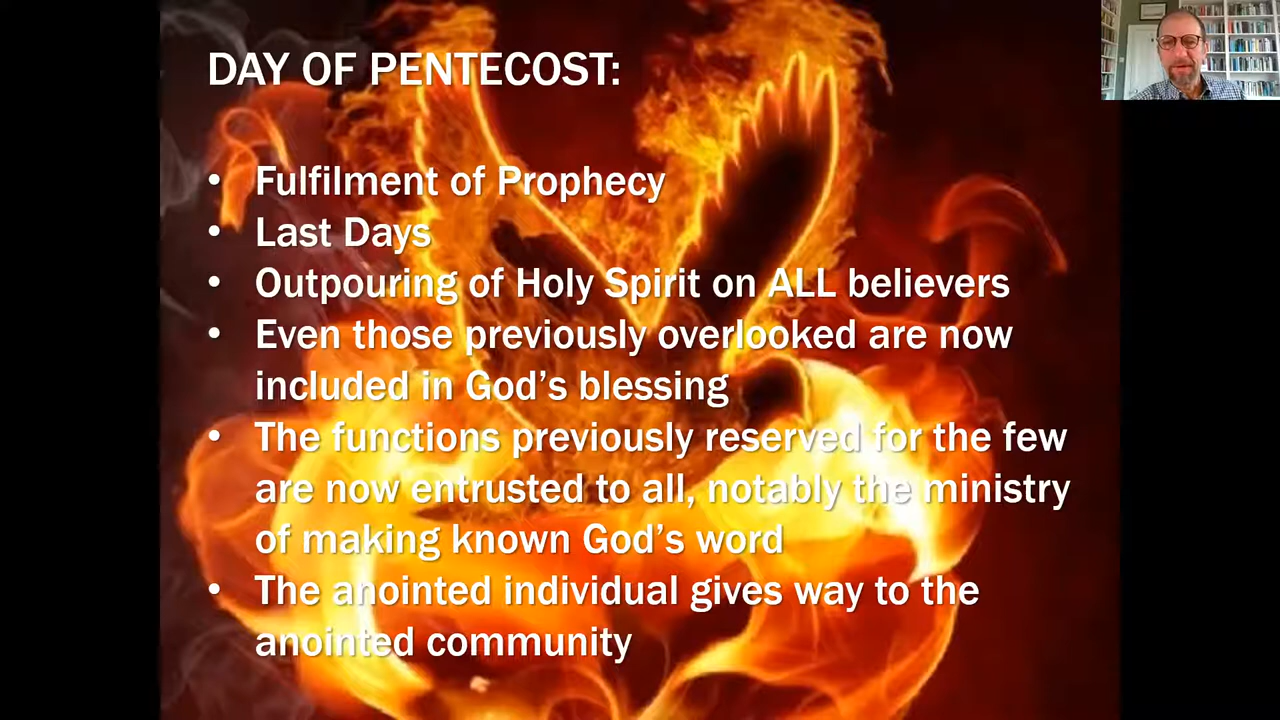 DAY OF PENTECOST:
• Fulfilment of Prophecy
• Last Days
• Outpouring of Holy Spirit on ALL believers
• Even those previously overlooked are now
included in God’s blessing
• The functions previously reserved for the few
are now entrusted to all, notably the ministry
of making known God’s word
• The anointed individual gives way to the
anointed community